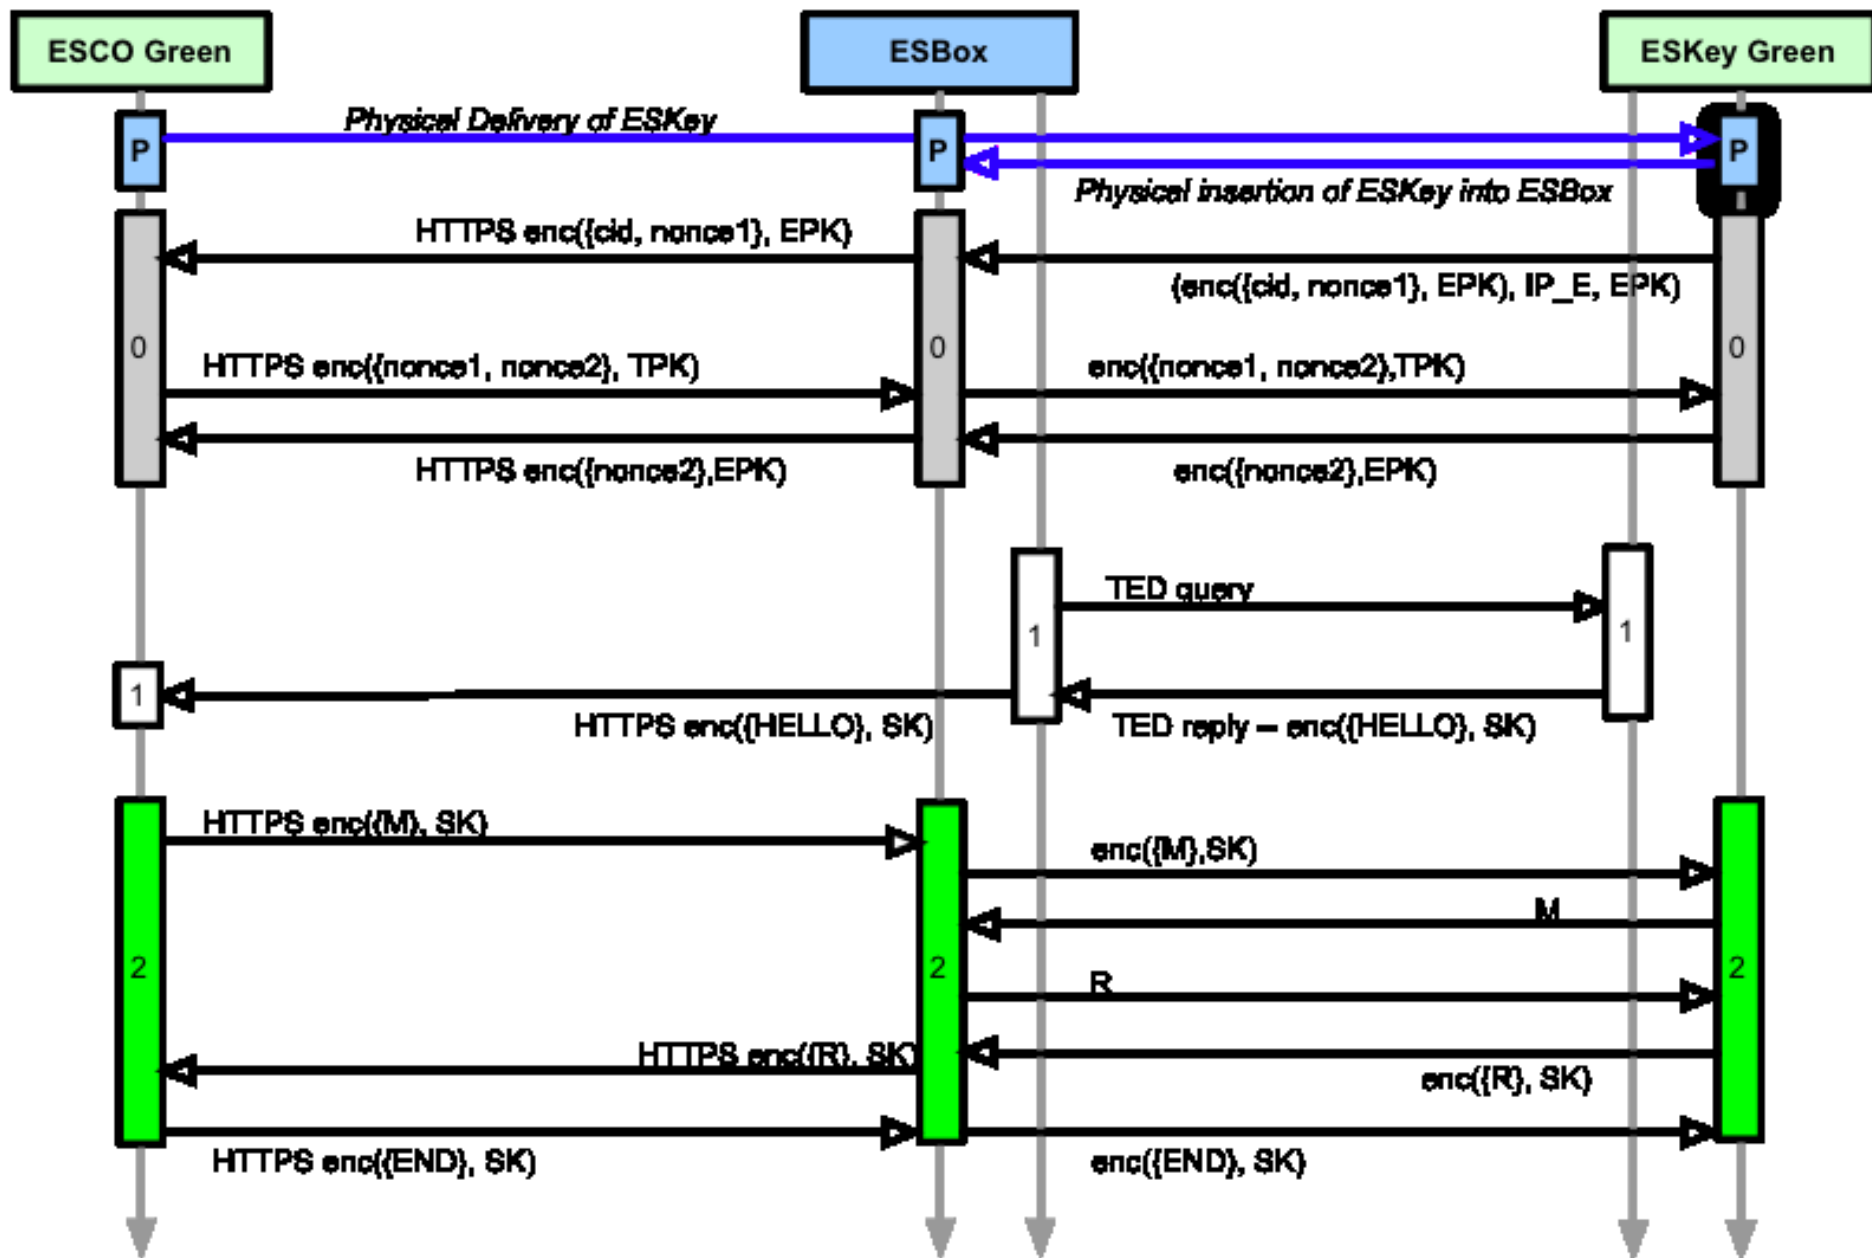 ESCO Green
ESBox
ESKey Green
Physical Delivery of ESKey
P
P
P
Physical insertion of ESKey into ESBox
HTTPS enc({cid, nonce1}, EPK)
(enc({cid, nonce1}, EPK), IP_E, EPK)
0
0
0
HTTPS enc({nonce1, nonce2}, TPK)
enc({nonce1, nonce2},TPK)
HTTPS enc({nonce2},EPK)
enc({nonce2},EPK)
TED query
1
1
1
HTTPS enc({HELLO}, SK)
TED reply – enc({HELLO}, SK)
HTTPS enc({M}, SK)
enc({M},SK)
M
2
2
2
R
HTTPS enc({R}, SK)
enc({R}, SK)
HTTPS enc({END}, SK)
enc({END}, SK)